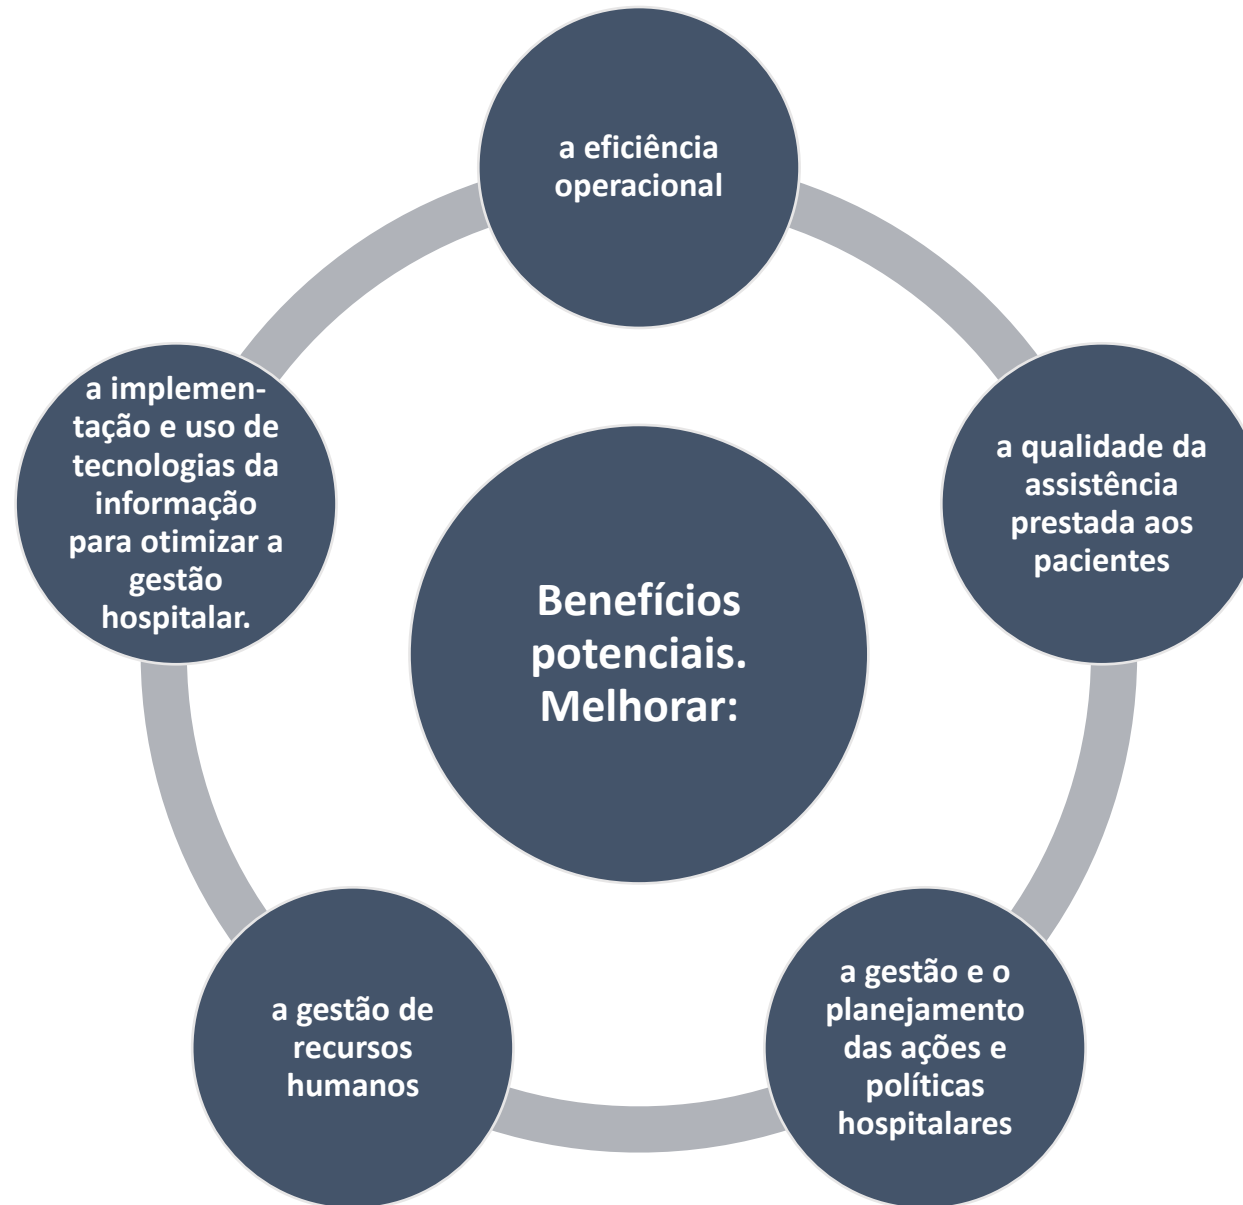 a eficiência
operacional
a qualidade da
assistência
prestada aos
pacientes
a gestão e o
planejamento
das ações e
políticas
hospitalares
a gestão de
recursos
humanos
a implemen-
tação e uso de
tecnologias da
informação
para otimizar a
gestão
hospitalar.
Benefícios
potenciais.
Melhorar: